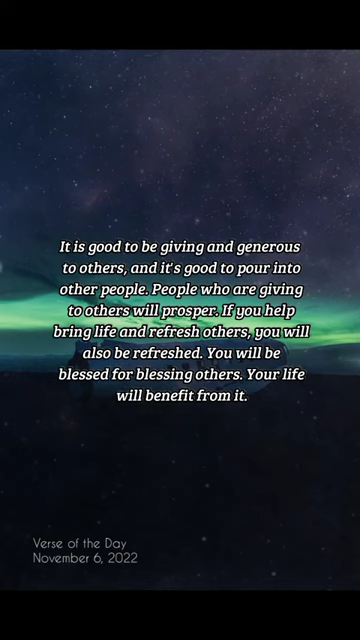 It is good to be giving and generous
to others, and it's good to pour into
other people. People who are giving
to others will prosper. If you help
bring life and refresh others, you will
also be refreshed. You will be
blessed for blessing others. Your life
will benefit from it.
Verse of the Day
November 6, 2022